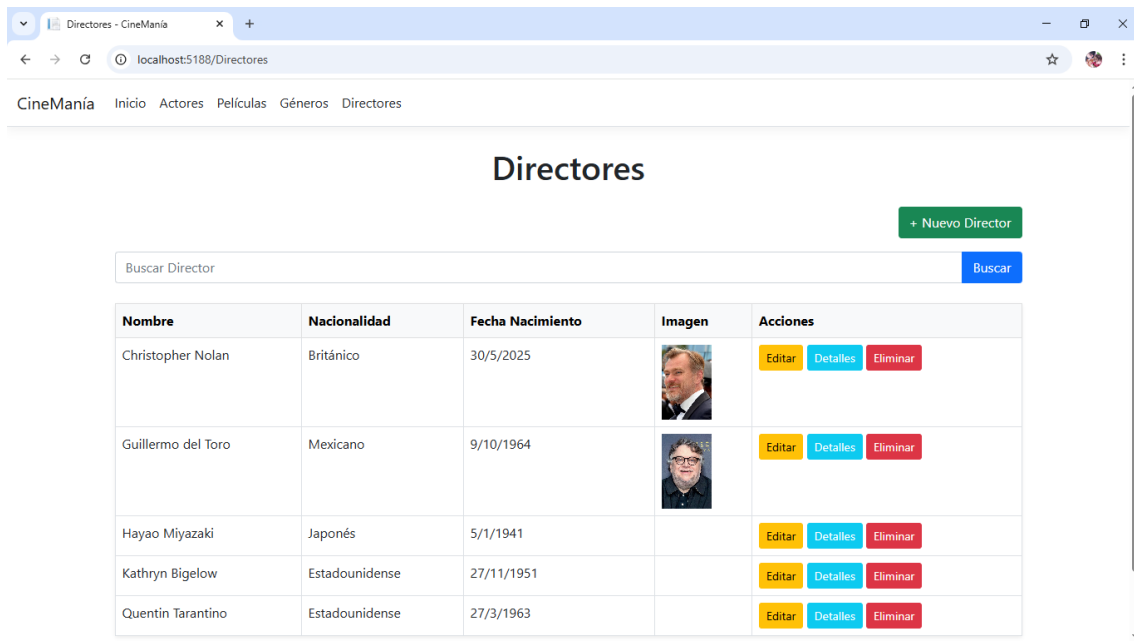 Directores - CineManía
localhost:5188/Directores
CineManía Inicio Actores Películas Géneros Directores
Directores
+ Nuevo Director
Buscar Director Buscar
Nombre Nacionalidad Fecha Nacimiento Imagen Acciones
Christopher Nolan Británico 30/5/2025 Editar Detalles Eliminar
Guillermo del Toro Mexicano 9/10/1964 Editar Detalles Eliminar
Hayao Miyazaki Japonés 5/1/1941 Editar Detalles Eliminar
Kathryn Bigelow Estadounidense 27/11/1951 Editar Detalles Eliminar
Quentin Tarantino Estadounidense 27/3/1963 Editar Detalles Eliminar